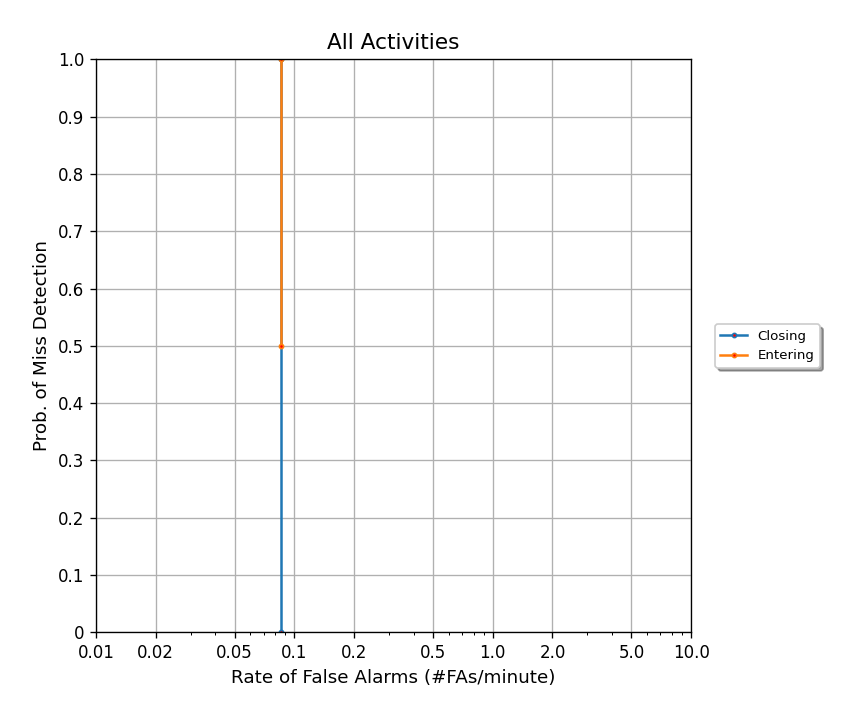 All Activities
1.0
0.9
0.8
0.7
0.6
0.5
0.4
0.3
0.2
0.1
0
Prob. of Miss Detection
0.01 0.02 0.05 0.1 0.2 0.5 1.0 2.0 5.0 10.0
Rate of False Alarms (#FAs/minute)
Closing
Entering